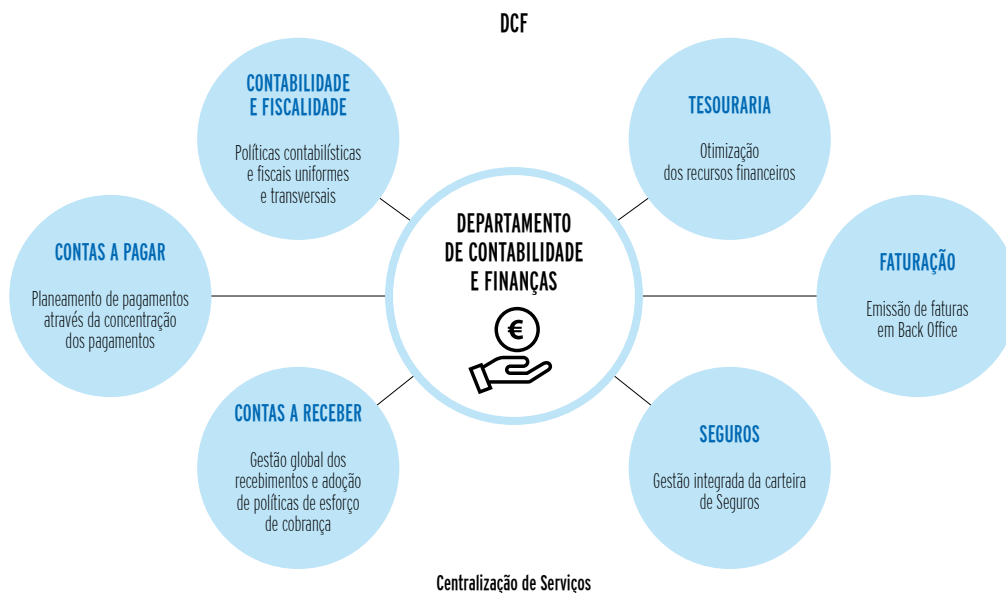 DCF
CONTABILIDADE
E FISCALIDADE
Políticas contabilísticas
e fiscais uniformes
e transversais
TESOURARIA
Otimização
dos recursos financeiros
CONTAS A PAGAR
Planeamento de pagamentos
através da concentração
dos pagamentos
DEPARTAMENTO
DE CONTABILIDADE
E FINANÇAS
€
FATURAÇÃO
Emissão de faturas
em Back Office
CONTAS A RECEBER
Gestão global dos
recebimentos e adoção
de políticas de esforço
de cobrança
SEGUROS
Gestão integrada da carteira
de Seguros
Centralização de Serviços